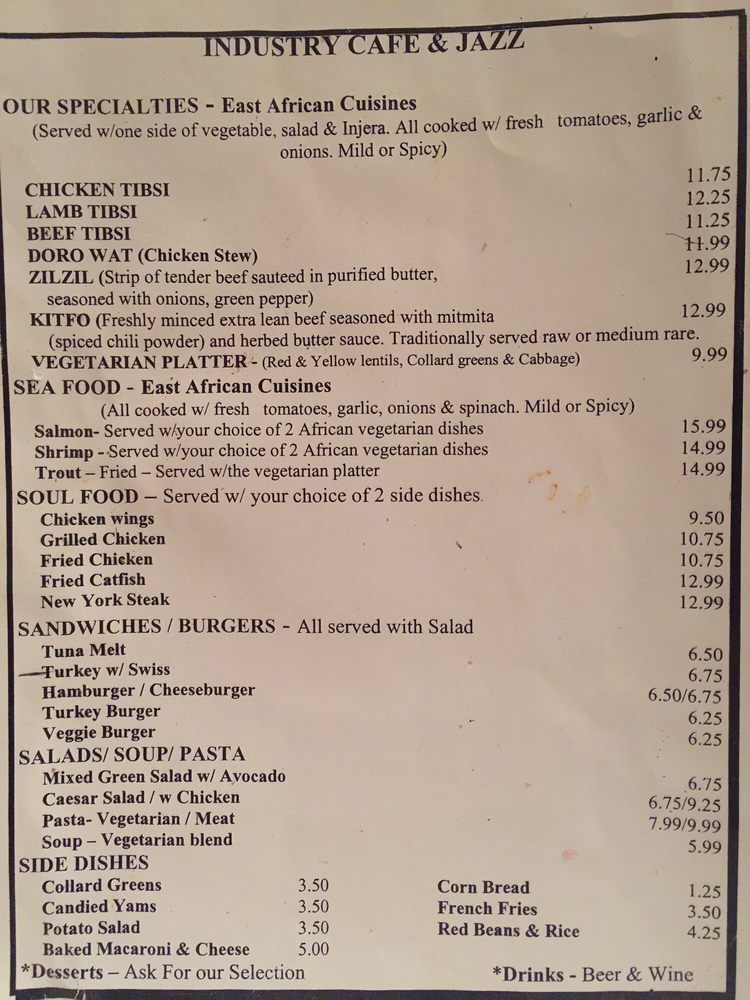 INDUSTRY CAFE & JAZZ
OUR SPECIALTIES - East African Cuisines
(Served w/one side of vegetable, salad & Injera. All cooked w/ fresh tomatoes, garlic &
onions. Mild or Spicy)
CHICKEN TIBSI 11.75
LAMB TIBSI 12.25
BEEF TIBSI 11.25
DORO WAT (Chicken Stew) 11.99
ZILZIL (Strip of tender beef sauteed in purified butter, 12.99
seasoned with onions, green pepper)
KITFO (Freshly minced extra lean beef seasoned with mitmita 12.99
(spiced chili powder) and herbed butter sauce. Traditionally served raw or medium rare.
VEGETARIAN PLATTER - (Red & Yellow lentils, Collard greens & Cabbage) 9.99
SEA FOOD - East African Cuisines
(All cooked w/ fresh tomatoes, garlic, onions & spinach. Mild or Spicy)
Salmon- Served w/your choice of 2 African vegetarian dishes 15.99
Shrimp - Served w/your choice of 2 African vegetarian dishes 14.99
Trout – Fried – Served w/the vegetarian platter 14.99
SOUL FOOD – Served w/ your choice of 2 side dishes.
Chicken wings 9.50
Grilled Chicken 10.75
Fried Chicken 10.75
Fried Catfish 12.99
New York Steak 12.99
SANDWICHES / BURGERS - All served with Salad
Tuna Melt 6.50
Turkey w/ Swiss 6.75
Hamburger / Cheeseburger 6.50/6.75
Turkey Burger 6.25
Veggie Burger 6.25
SALADS/ SOUP/ PASTA
Mixed Green Salad w/ Avocado 6.75
Caesar Salad / w Chicken 6.75/9.25
Pasta- Vegetarian / Meat 7.99/9.99
Soup – Vegetarian blend 5.99
SIDE DISHES
Collard Greens 3.50 Corn Bread 1.25
Candied Yams 3.50 French Fries 3.50
Potato Salad 3.50 Red Beans & Rice 4.25
Baked Macaroni & Cheese 5.00
*Desserts – Ask For our Selection *Drinks - Beer & Wine